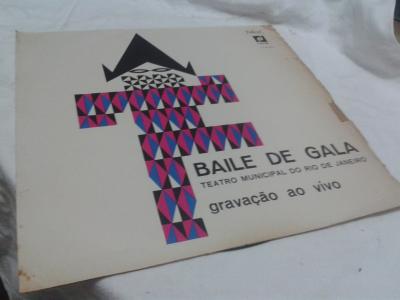 BAILE DE GALA
TEATRO MUNICIPAL DO RIO DE JANEIRO
gravação ao vivo